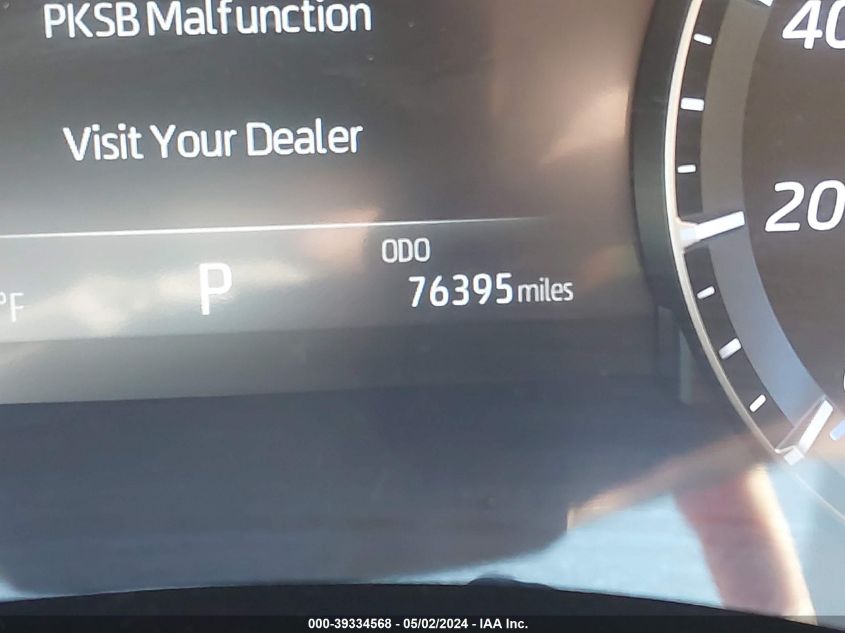 PKSB Malfunction
Visit Your Dealer
40
20
ODO
°F P 76395 miles
000-39334568 - 05/02/2024 - IAA Inc.